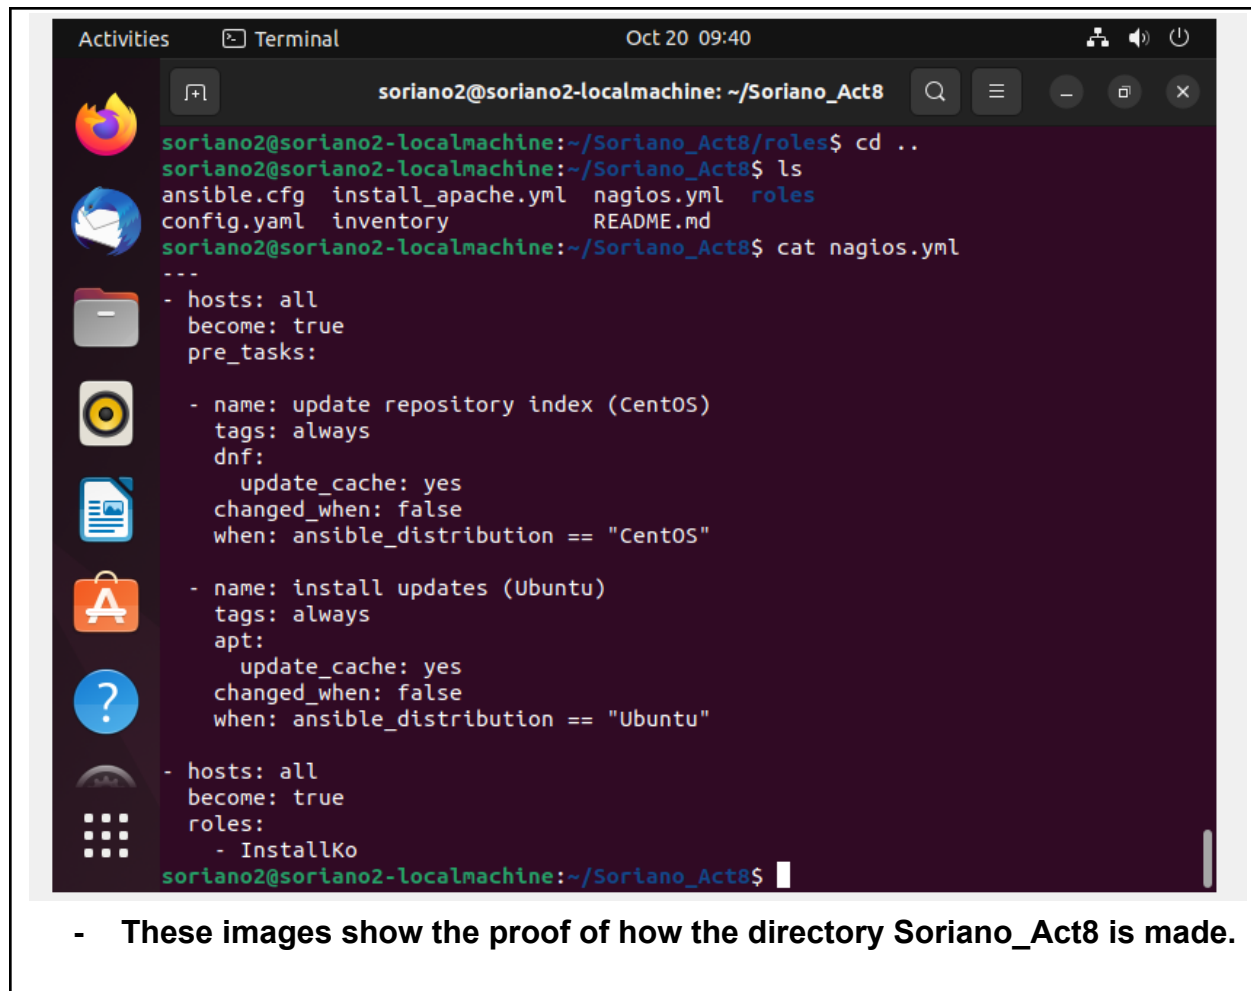 Activities Terminal Oct 20 09:40
soriano2@soriano2-localmachine: ~/Soriano_Act8
soriano2@soriano2-localmachine:~/Soriano_Act8/roles$ cd ..
soriano2@soriano2-localmachine:~/Soriano_Act8$ ls
ansible.cfg install_apache.yml nagios.yml roles
config.yaml inventory README.md
soriano2@soriano2-localmachine:~/Soriano_Act8$ cat nagios.yml
---
- hosts: all
  become: true
  pre_tasks:
  - name: update repository index (CentOS)
    tags: always
    dnf:
      update_cache: yes
    changed_when: false
    when: ansible_distribution == "CentOS"
  - name: install updates (Ubuntu)
    tags: always
    apt:
      update_cache: yes
    changed_when: false
    when: ansible_distribution == "Ubuntu"
- hosts: all
  become: true
  roles:
    - InstallKo
soriano2@soriano2-localmachine:~/Soriano_Act8$
- These images show the proof of how the directory Soriano_Act8 is made.